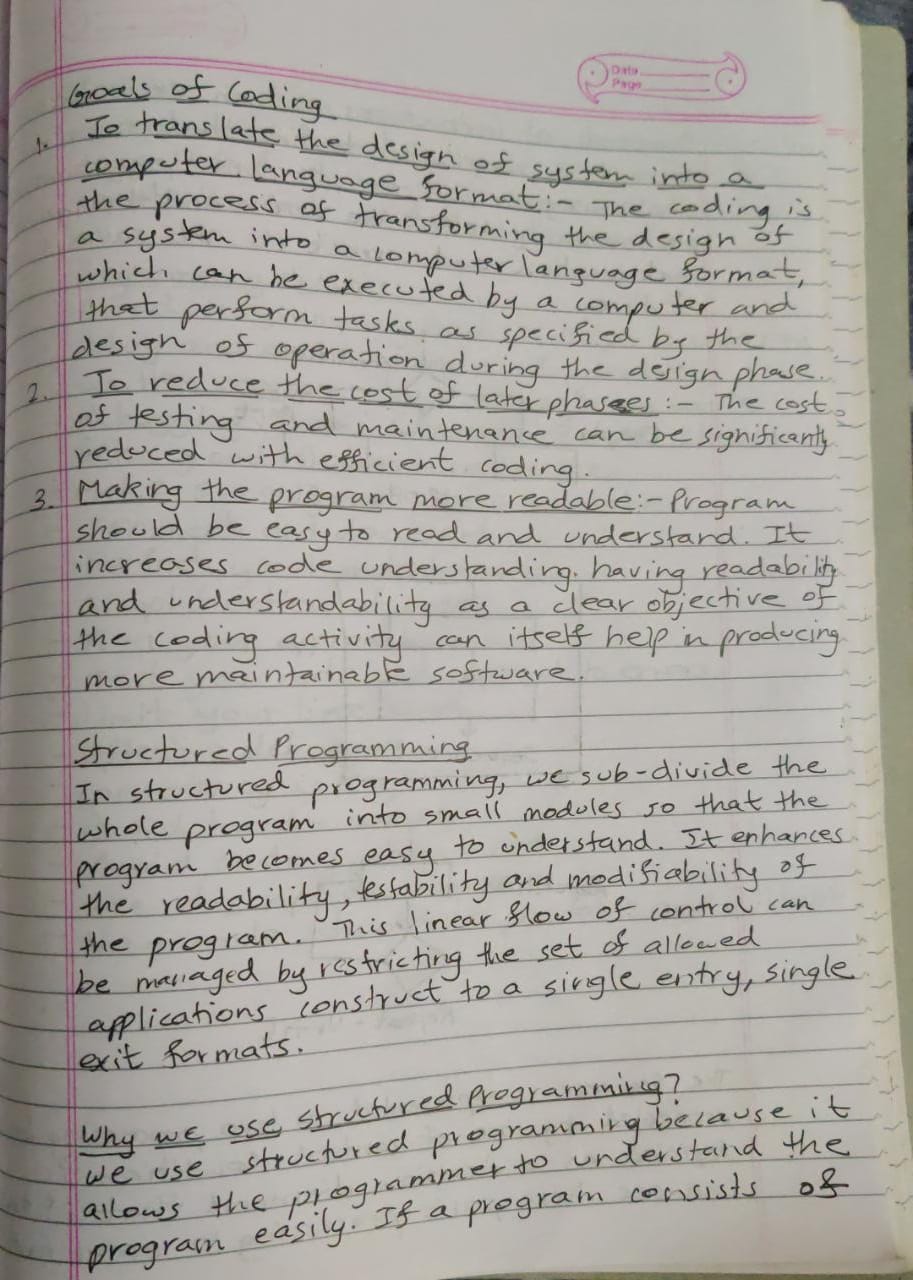 Date
Page
Goals of Coding
1. To translate the design of system into a
computer language format:- The coding is
the process of transforming the design of
a system into a computer language format,
which can be executed by a computer and
that perform tasks as specified by the
design of operation during the design phase.
2. To reduce the cost of later phases :- The cost
of testing and maintenance can be significantly
reduced with efficient coding.
3. Making the program more readable:- Program
should be easy to read and understand. It
increases code understanding. having readability
and understandability as a clear objective of
the coding activity can itself help in producing
more maintainable software.
Structured Programming
In structured programming, we sub-divide the
whole program into small modules so that the
program becomes easy to understand. It enhances
the readability, testability and modifiability of
the program. This linear flow of control can
be managed by restricting the set of allowed
applications construct to a single entry, single
exit formats.
Why we use Structured Programming?
We use structured programming because it
allows the programmer to understand the
program easily. If a program consists of